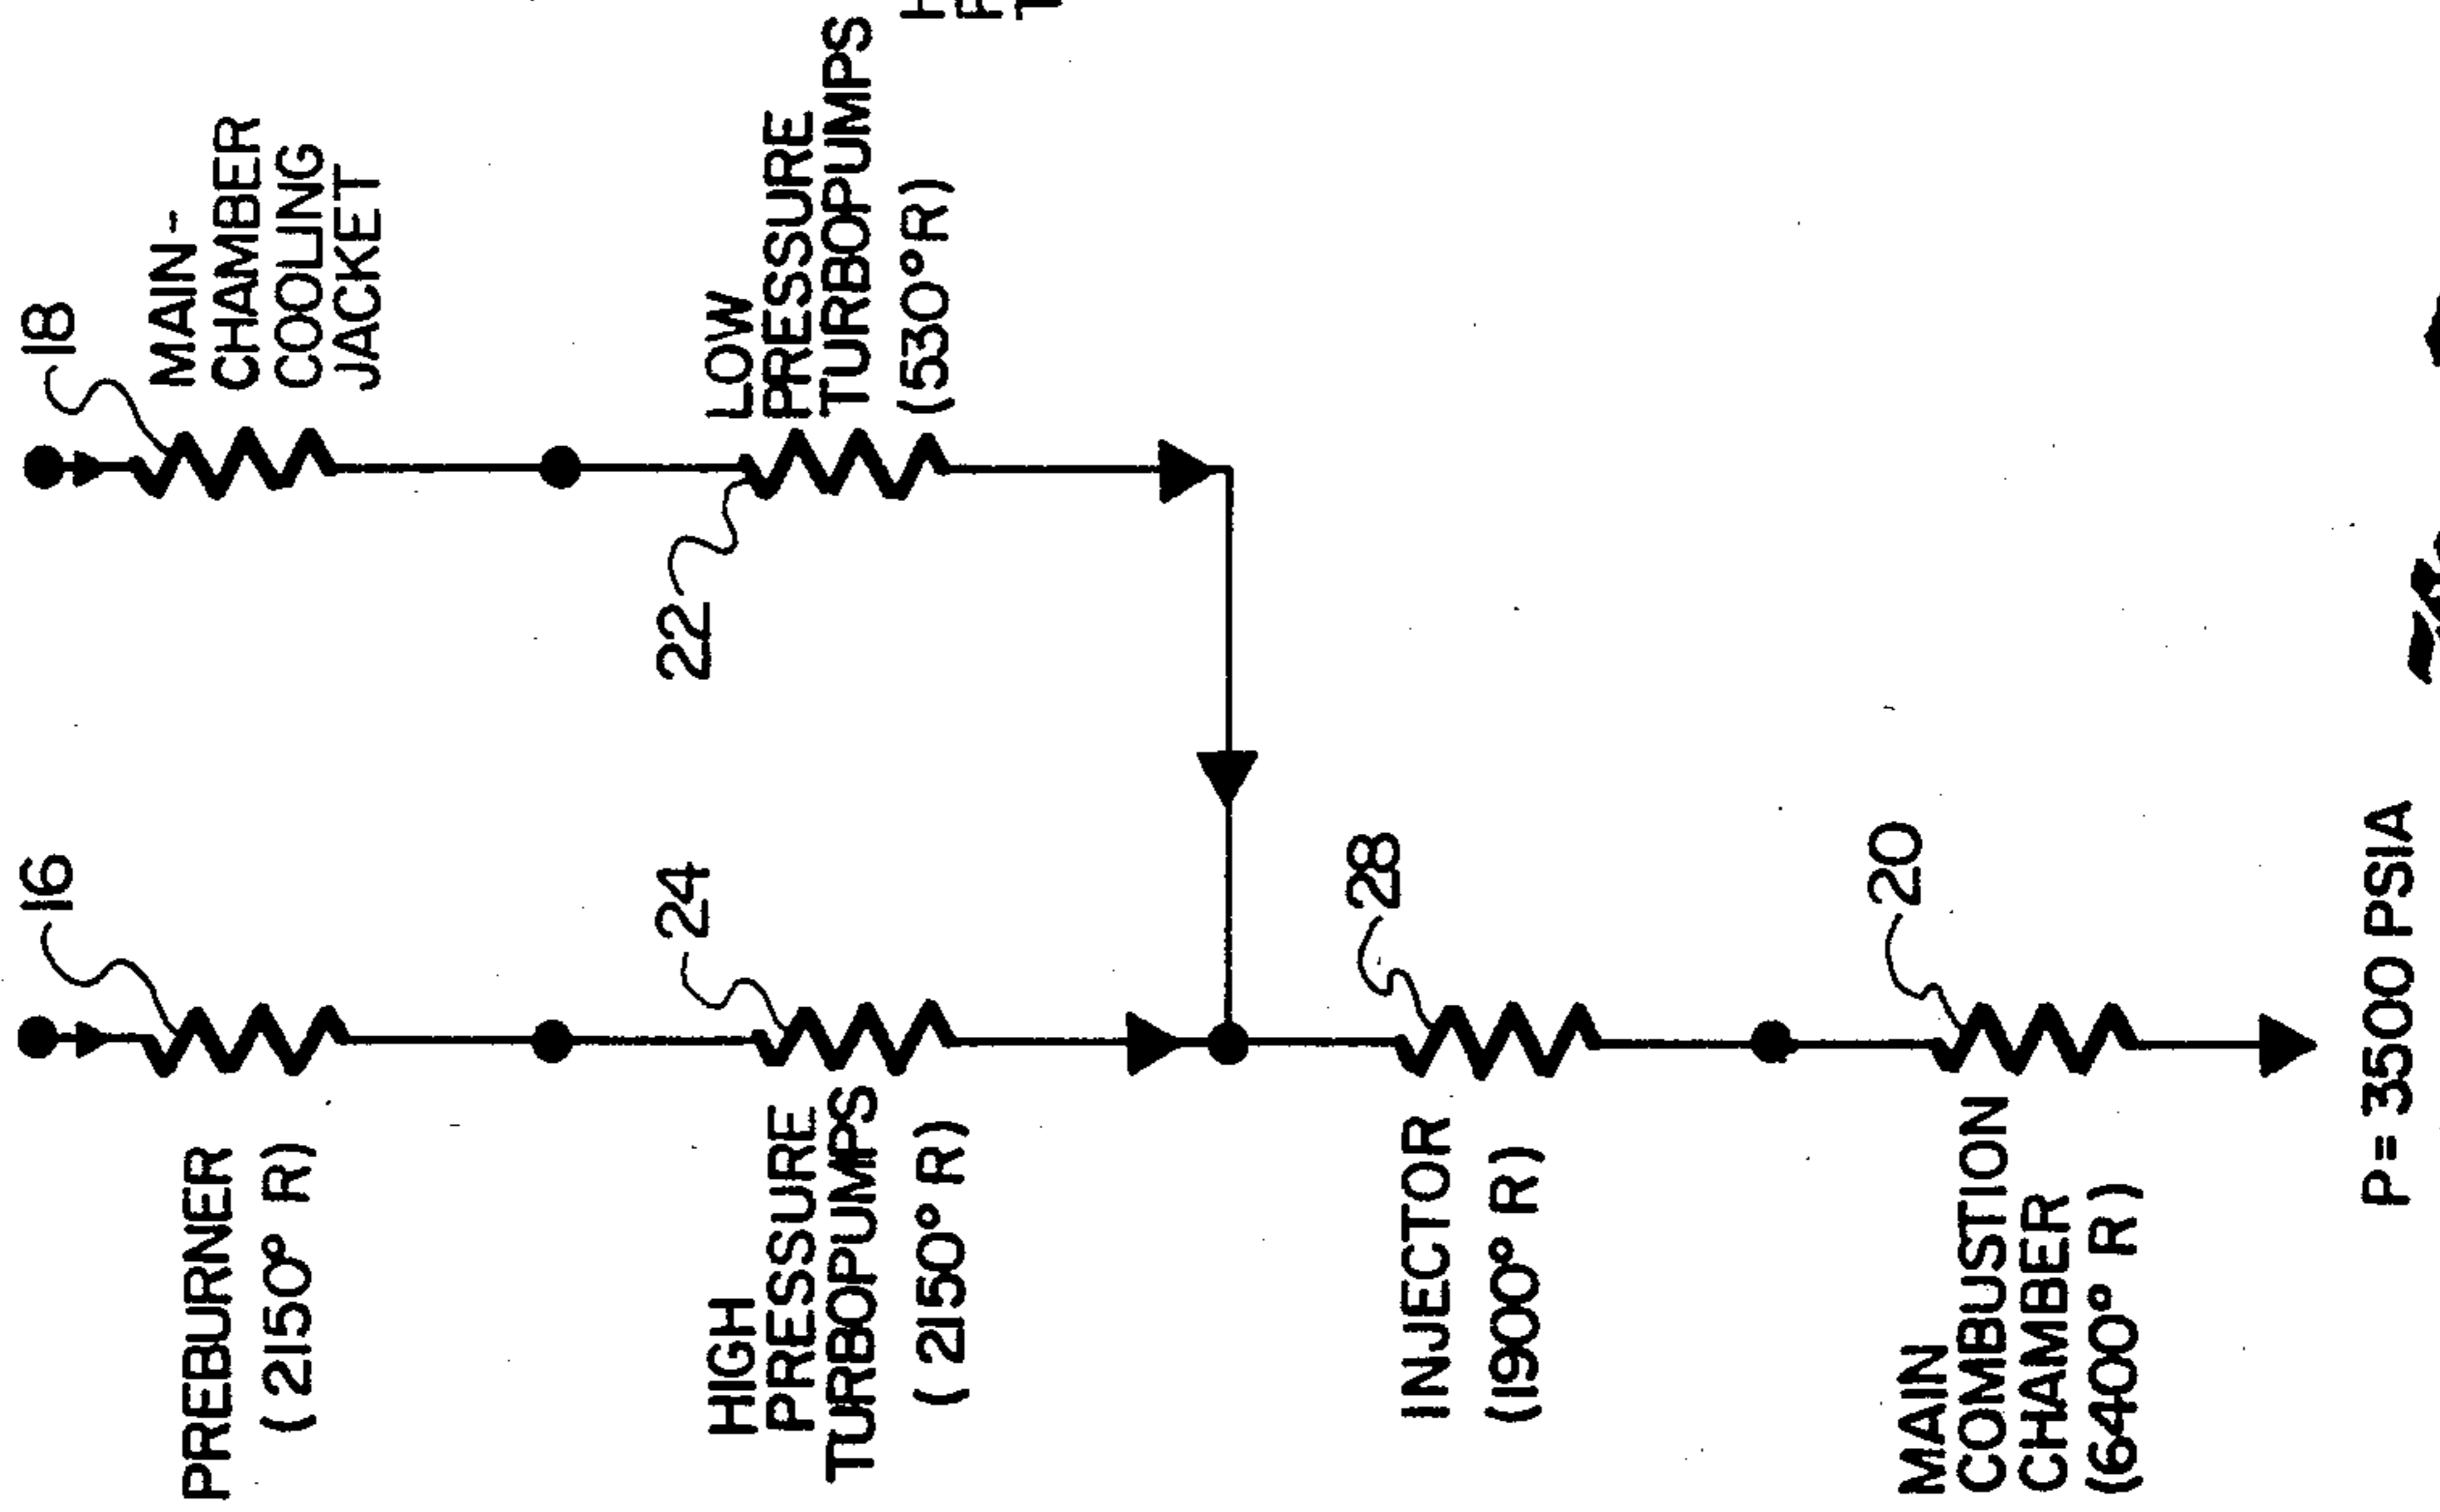 16
PREBURNER
(2150° R)
18
MAIN-
CHAMBER
COOLING
JACKET
24
HIGH
PRESSURE
TURBOPUMPS
(2150° R)
22
LOW
PRESSURE
TURBOPUMPS
(530°R)
28
INJECTOR
(1900° R)
20
MAIN
COMBUSTION
CHAMBER
(6400° R)
P= 3500 PSIA